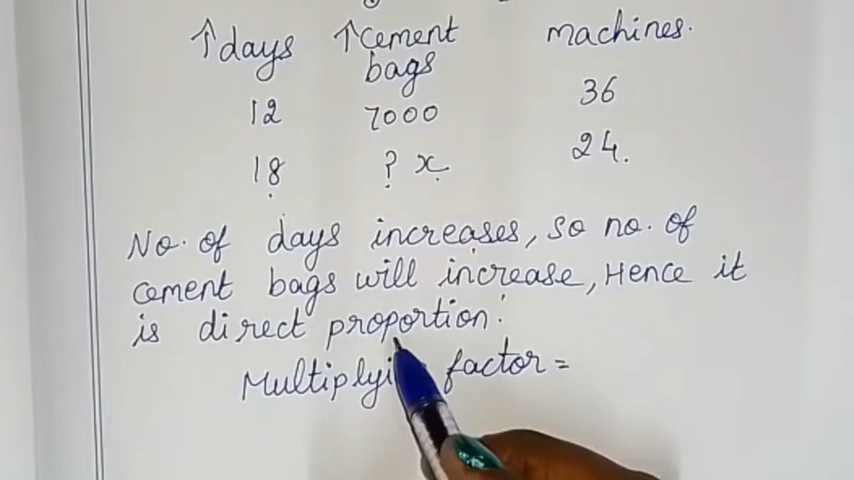 ↑days ↑cement machines.
bags
12 7000 36
18 ? x 24.
No. of days increases, so no. of
cement bags will increase, Hence it
is direct proportion.
factor =